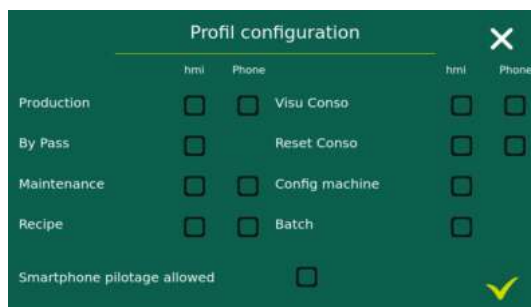 Profil configuration
hmi Phone hmi Phone
Production Visu Conso
By Pass Reset Conso
Maintenance Config machine
Recipe Batch
Smartphone pilotage allowed